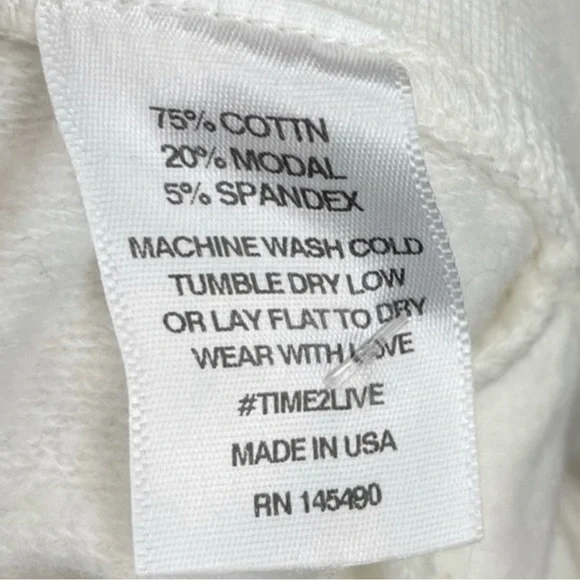 75% COTTN
20% MODAL
5% SPANDEX
MACHINE WASH COLD
TUMBLE DRY LOW
OR LAY FLAT TO DRY
WEAR WITH LOVE
#TIME2LIVE
MADE IN USA
RN 145490